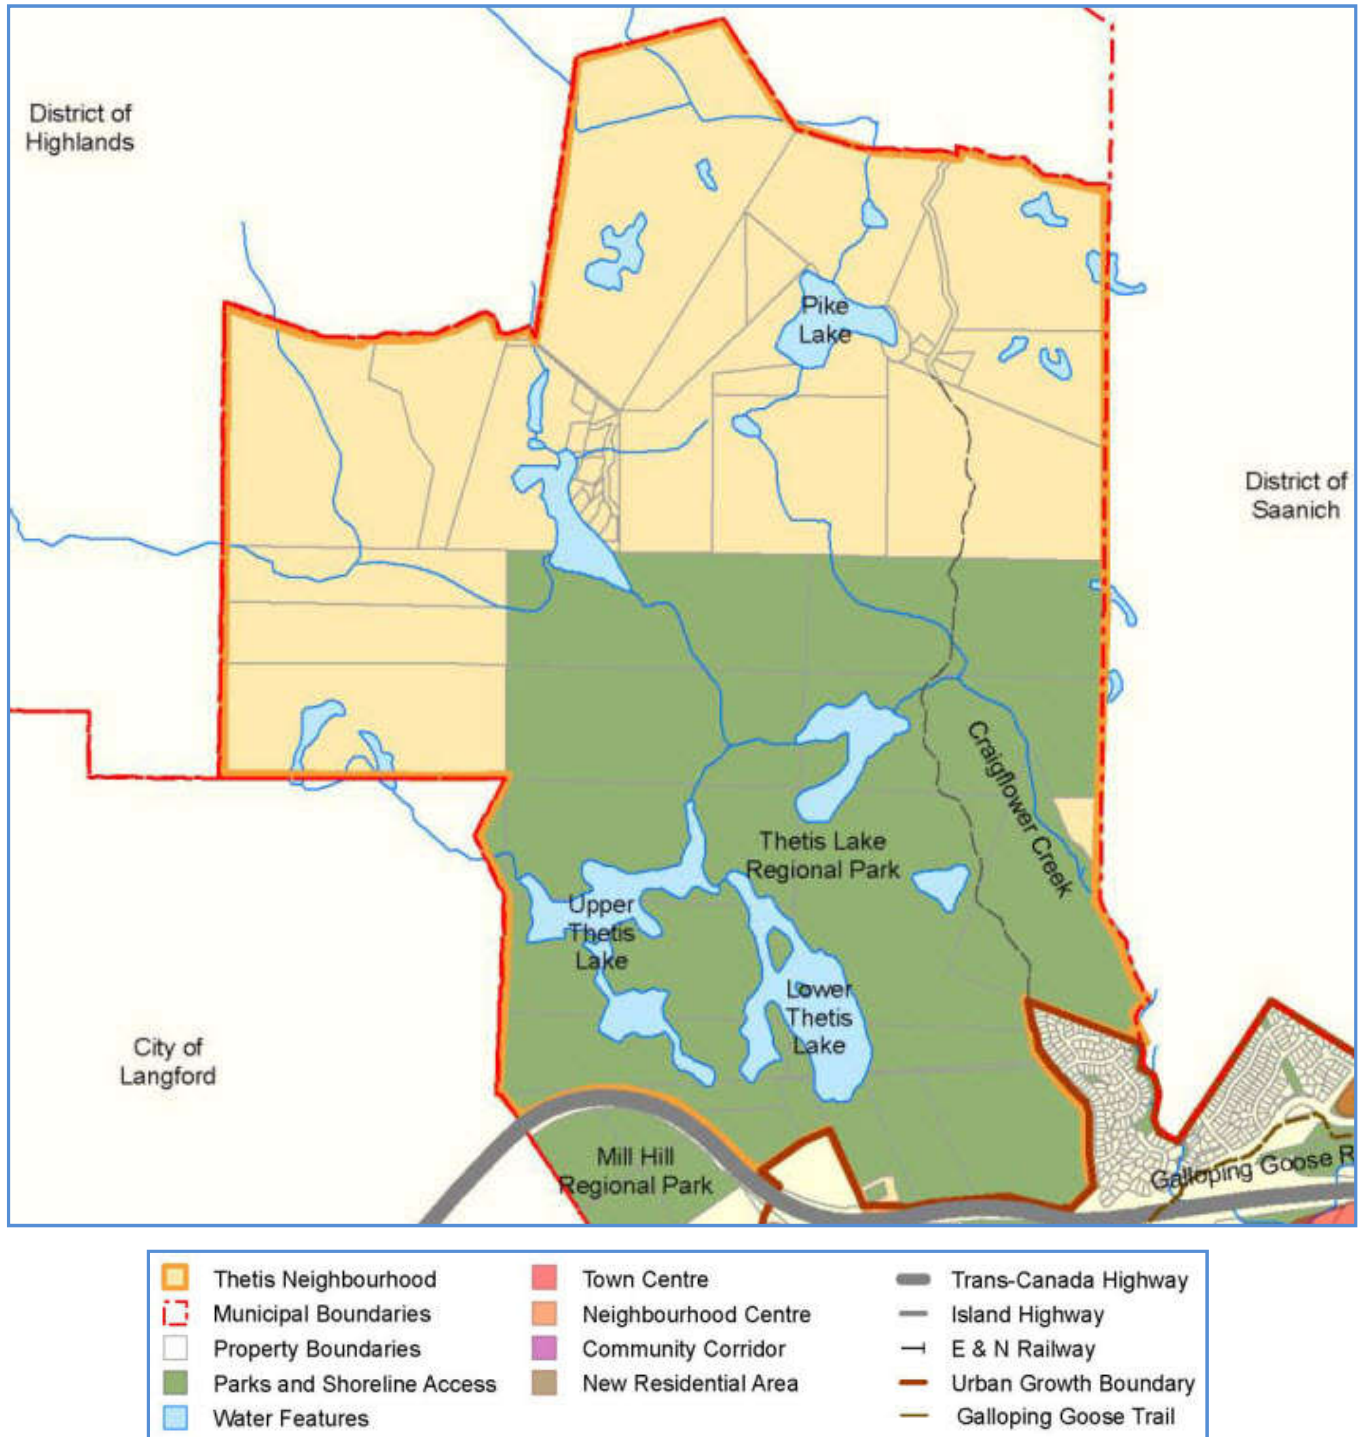 District of
Highlands
Pike
Lake
District of
Saanich
Craigflower Creek
Thetis Lake
Regional Park
Upper
Thetis
Lake
Lower
Thetis
Lake
City of
Langford
Mill Hill
Regional Park
Galloping Goose R
Thetis Neighbourhood
Municipal Boundaries
Property Boundaries
Parks and Shoreline Access
Water Features
Town Centre
Neighbourhood Centre
Community Corridor
New Residential Area
Trans-Canada Highway
Island Highway
E & N Railway
Urban Growth Boundary
Galloping Goose Trail